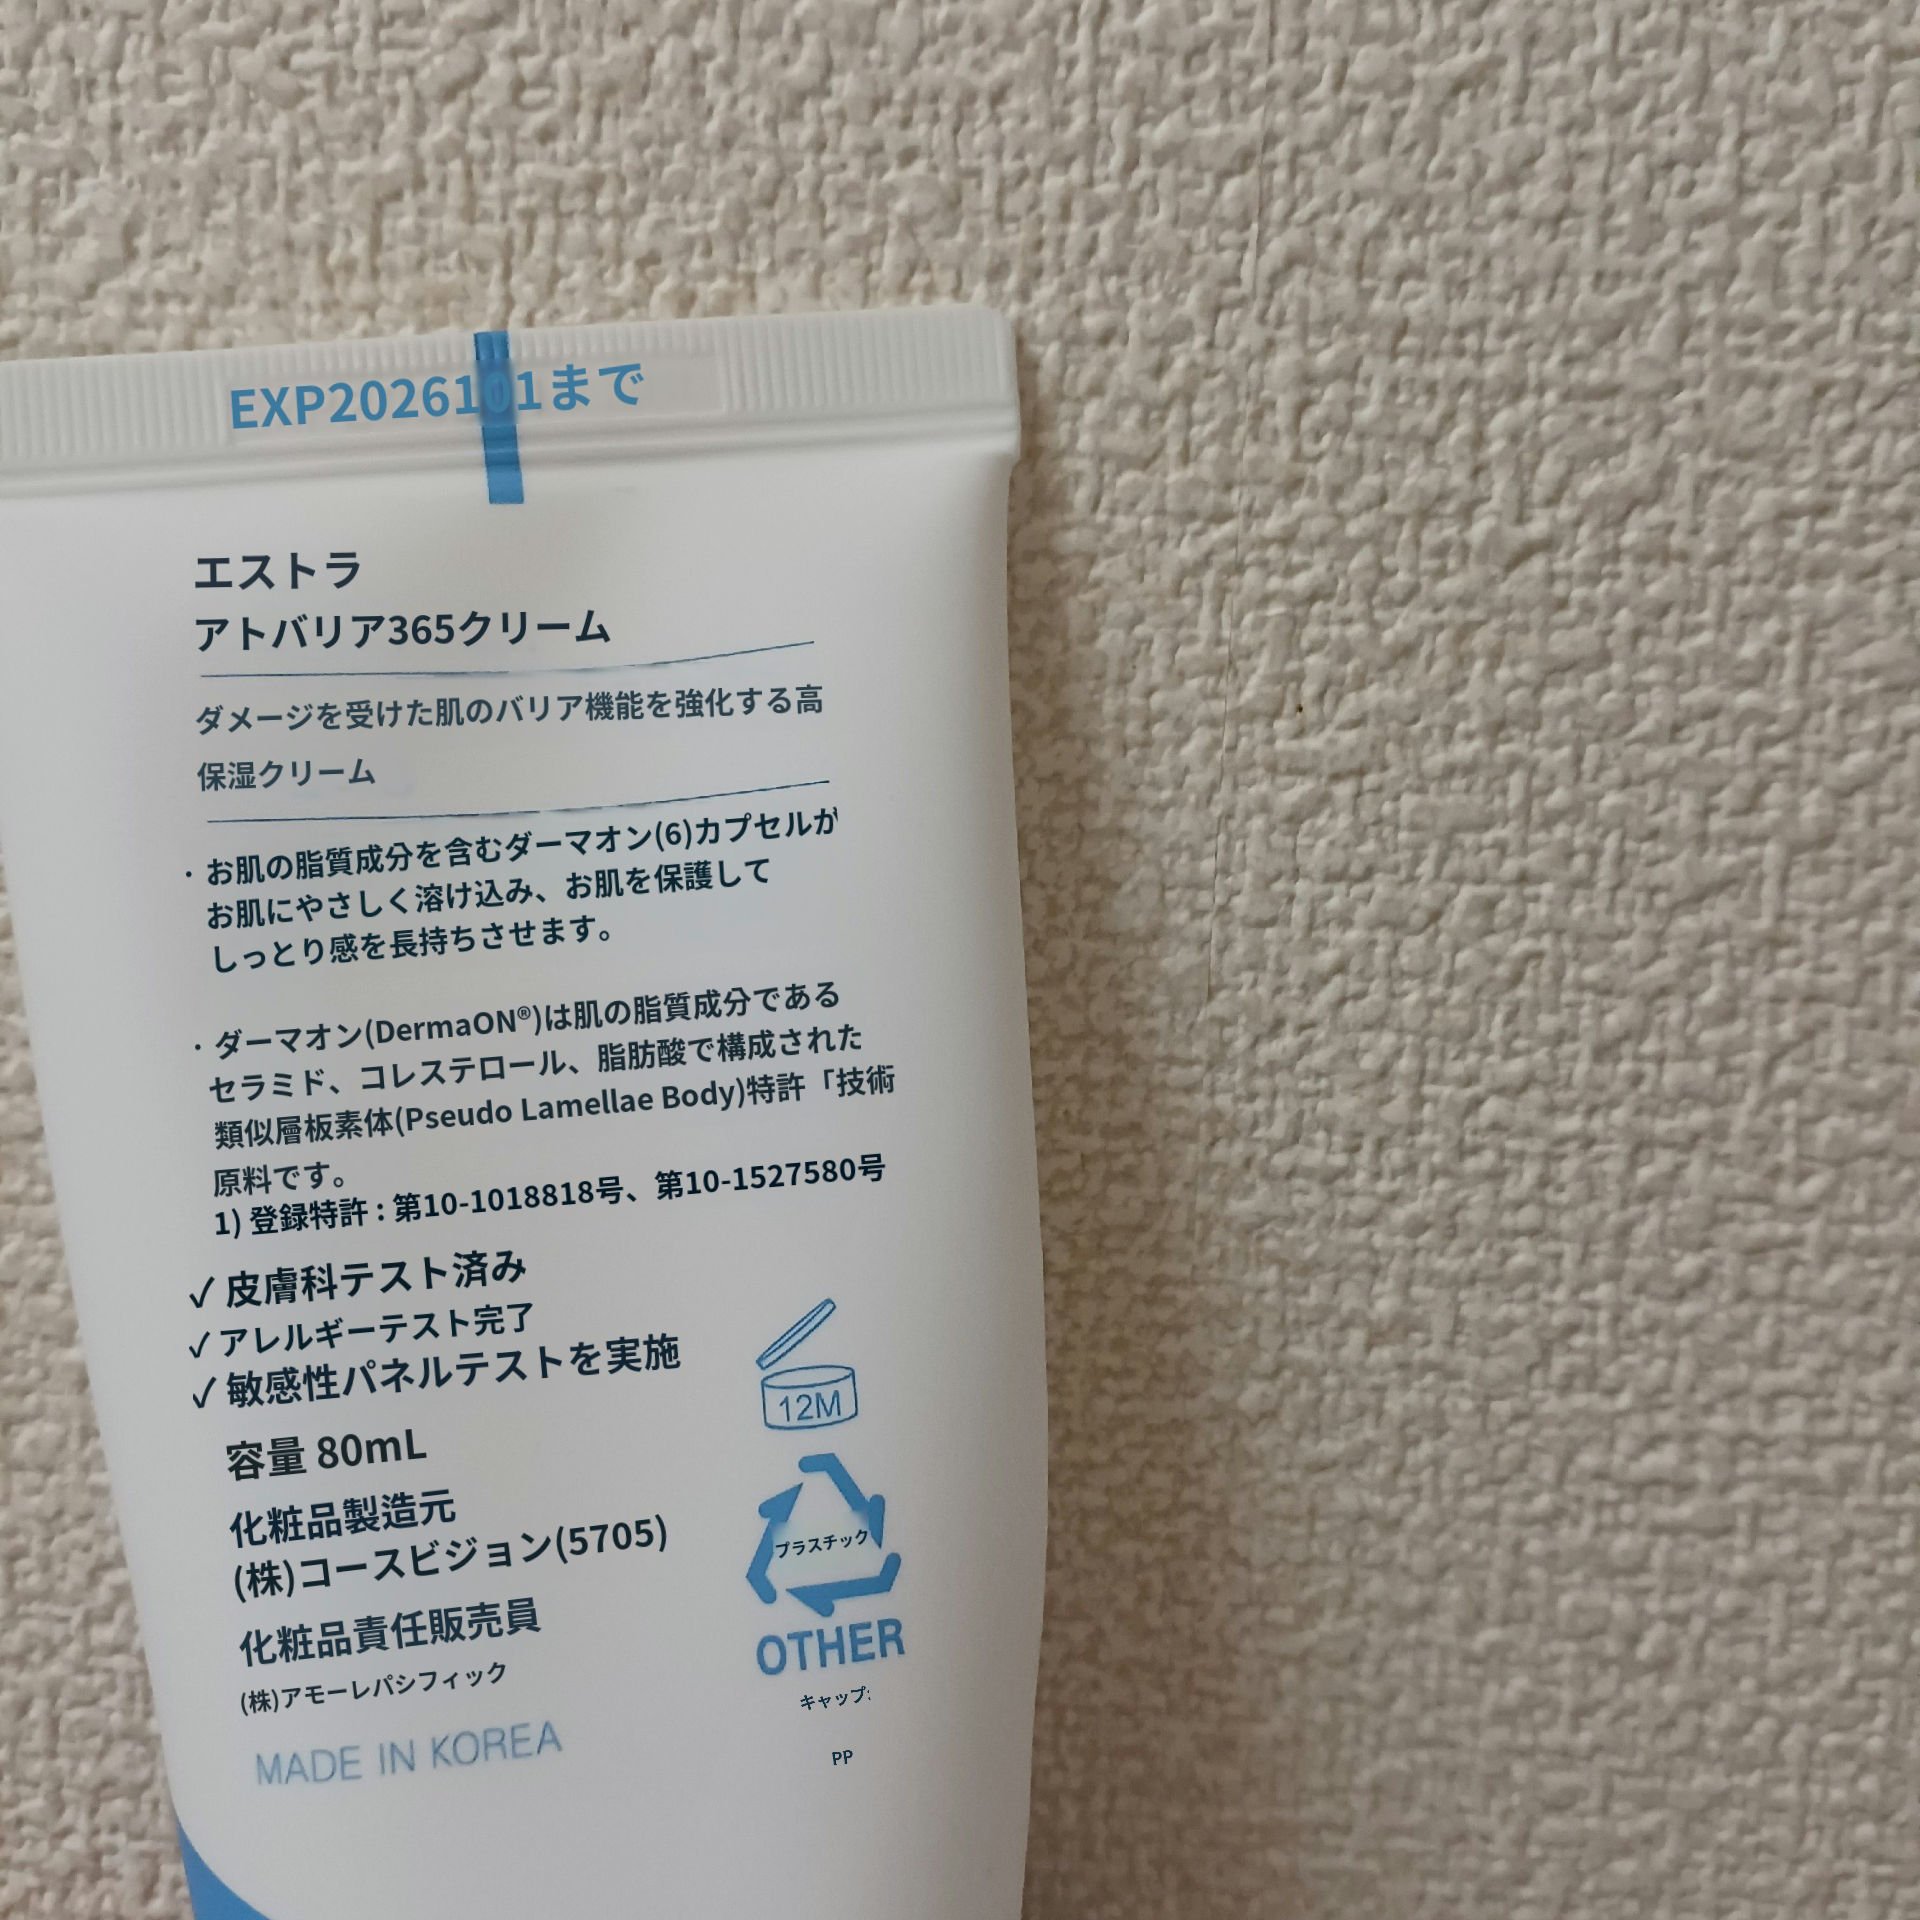 EXP20261101まで
エストラ
アトバリア365クリーム
ダメージを受けた肌のバリア機能を強化する高
保湿クリーム
・お肌の脂質成分を含むダーマオン(6)カプセルが
お肌にやさしく溶け込み、お肌を保護して
しっとり感を長持ちさせます。
・ダーマオン(DermaON®)は肌の脂質成分である
セラミド、コレステロール、脂肪酸で構成された
類似層板素体(Pseudo Lamellae Body)特許「技術
原料です。
1) 登録特許 : 第10-1018818号、第10-1527580号
✓ 皮膚科テスト済み
✓ アレルギーテスト完了
✓ 敏感性パネルテストを実施
12M
容量 80mL
化粧品製造元
(株)コースビジョン(5705)
プラスチック
OTHER
化粧品責任販売員
(株)アモーレパシフィック
キャップ:
PP
MADE IN KOREA